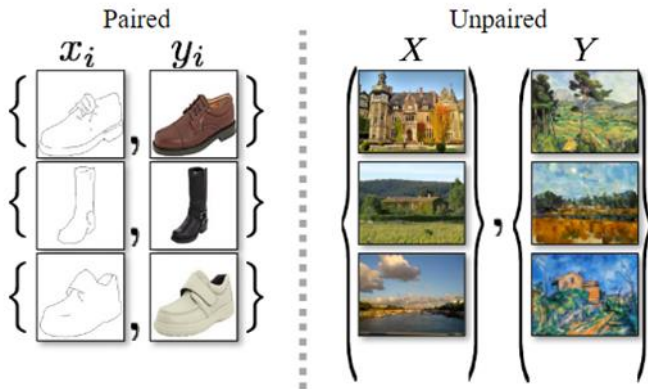 Paired
Unpaired
x_i
y_i
X
Y
{ , }
{ , }
{ , }
{ } , { }